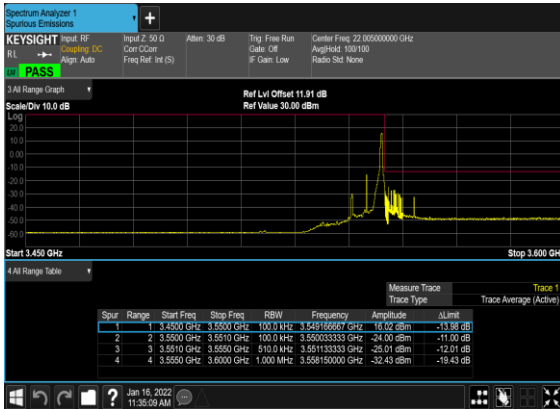 Spectrum Analyzer 1
Spurious Emissions
KEYSIGHT Input: RF Input Z: 50 Ω Atten: 30 dB Trig: Free Run Center Freq: 22.005000000 GHz
RL Coupling: DC Corr CCorr Gate: Off Avg|Hold: 100/100
Align: Auto Freq Ref: Int (S) IF Gain: Low Radio Std: None
PASS
3 All Range Graph
Ref Lvl Offset 11.91 dB
Scale/Div 10.0 dB Ref Value 30.00 dBm
Log
20.0
10.0
0.00
-10.0
-20.0
-30.0
-40.0
-50.0
-60.0
Start 3.450 GHz Stop 3.600 GH
4 All Range Table
Measure Trace Trace 1
Trace Type Trace Average (Active)
Spur Range Start Freq Stop Freq RBW Frequency Amplitude ΔLimit
1 1 3.4500 GHz 3.5500 GHz 100.0 kHz 3.549166667 GHz 16.02 dBm -13.98 dB
2 2 3.5500 GHz 3.5510 GHz 100.0 kHz 3.550033333 GHz -24.00 dBm -11.00 dB
3 3 3.5510 GHz 3.5550 GHz 510.0 kHz 3.551133333 GHz -25.01 dBm -12.01 dB
4 4 3.5550 GHz 3.6000 GHz 1.000 MHz 3.558150000 GHz -32.43 dBm -19.43 dB
Jan 16, 2022
11:35:09 AM